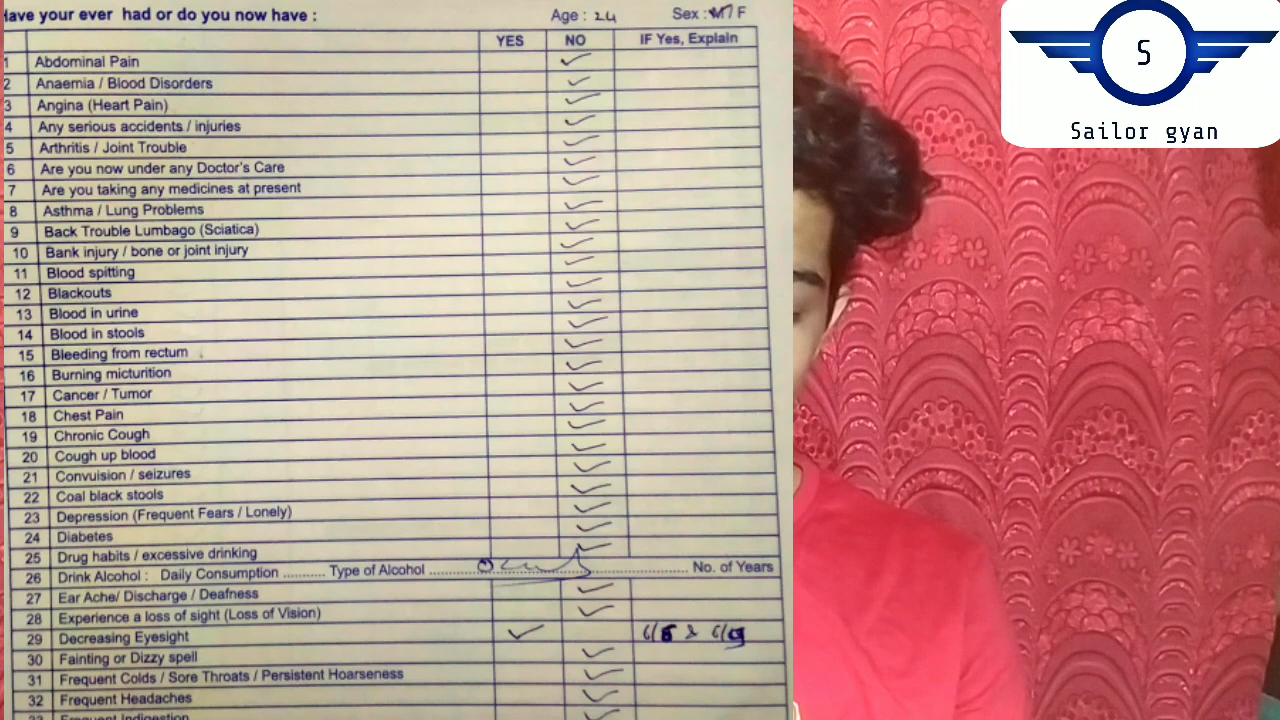 Have your ever had or do you now have : Age : 24 Sex : M / F
YES NO IF Yes, Explain
1 Abdominal Pain ✓
2 Anaemia / Blood Disorders ✓
3 Angina (Heart Pain) ✓
4 Any serious accidents / injuries ✓
5 Arthritis / Joint Trouble ✓
6 Are you now under any Doctor's Care ✓
7 Are you taking any medicines at present ✓
8 Asthma / Lung Problems ✓
9 Back Trouble Lumbago (Sciatica) ✓
10 Bank injury / bone or joint injury ✓
11 Blood spitting ✓
12 Blackouts ✓
13 Blood in urine ✓
14 Blood in stools ✓
15 Bleeding from rectum ✓
16 Burning micturition ✓
17 Cancer / Tumor ✓
18 Chest Pain ✓
19 Chronic Cough ✓
20 Cough up blood ✓
21 Convuision / seizures ✓
22 Coal black stools ✓
23 Depression (Frequent Fears / Lonely) ✓
24 Diabetes ✓
25 Drug habits / excessive drinking ✓
26 Drink Alcohol : Daily Consumption .......... Type of Alcohol .......... No. of Years
27 Ear Ache/ Discharge / Deafness ✓
28 Experience a loss of sight (Loss of Vision) ✓
29 Decreasing Eyesight ✓ 6/6 & 6/9
30 Fainting or Dizzy spell ✓
31 Frequent Colds / Sore Throats / Persistent Hoarseness ✓
32 Frequent Headaches ✓
33 Frequent Indigestion ✓
S
Sailor gyan